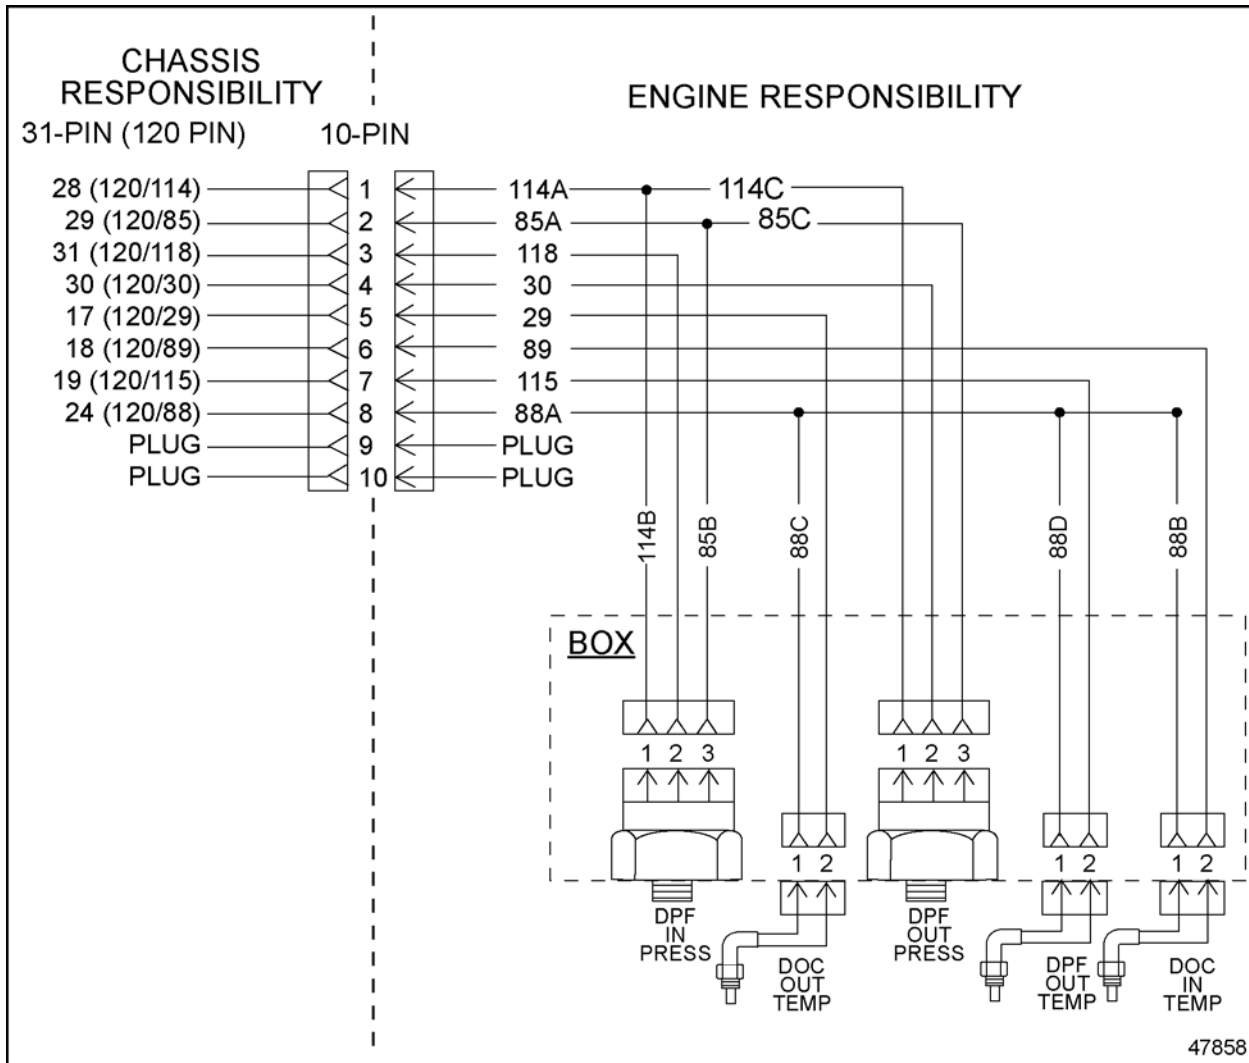 CHASSIS
RESPONSIBILITY
ENGINE RESPONSIBILITY
31-PIN (120 PIN) 10-PIN
28 (120/114) 1 114A 114C
29 (120/85) 2 85A 85C
31 (120/118) 3 118
30 (120/30) 4 30
17 (120/29) 5 29
18 (120/89) 6 89
19 (120/115) 7 115
24 (120/88) 8 88A
PLUG 9 PLUG
PLUG 10 PLUG
114B 85B 88C 88D 88B
BOX
1 2 3 1 2 3
1 2 1 2 1 2
DPF
IN
PRESS
DOC
OUT
TEMP
DPF
OUT
PRESS
DPF
OUT
TEMP
DOC
IN
TEMP
47858